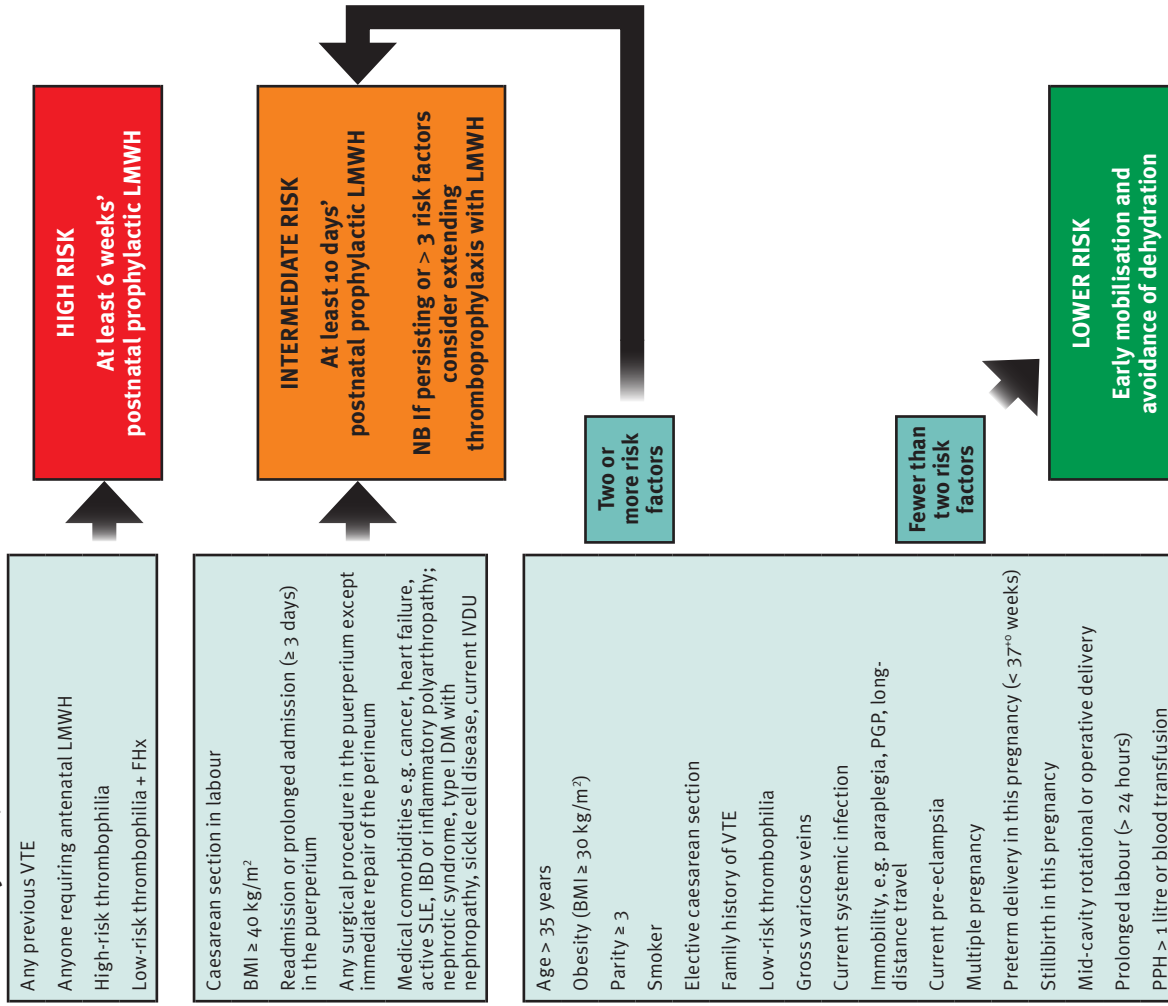 Any previous VTE
Anyone requiring antenatal LMWH
High-risk thrombophilia
Low-risk thrombophilia + FHx
HIGH RISK
At least 6 weeks’
postnatal prophylactic LMWH
Caesarean section in labour
BMI ≥ 40 kg/m²
Readmission or prolonged admission (≥ 3 days)
in the puerperium
Any surgical procedure in the puerperium except
immediate repair of the perineum
Medical comorbidities e.g. cancer, heart failure,
active SLE, IBD or inflammatory polyarthropathy;
nephrotic syndrome, type I DM with
nephropathy, sickle cell disease, current IVDU
INTERMEDIATE RISK
At least 10 days’
postnatal prophylactic LMWH
NB If persisting or > 3 risk factors
consider extending
thromboprophylaxis with LMWH
Age > 35 years
Obesity (BMI ≥ 30 kg/m²)
Parity ≥ 3
Smoker
Elective caesarean section
Family history of VTE
Low-risk thrombophilia
Gross varicose veins
Current systemic infection
Immobility, e.g. paraplegia, PGP, long-
distance travel
Current pre-eclampsia
Multiple pregnancy
Preterm delivery in this pregnancy (< 37⁺⁰ weeks)
Stillbirth in this pregnancy
Mid-cavity rotational or operative delivery
Prolonged labour (> 24 hours)
PPH > 1 litre or blood transfusion
Two or
more risk
factors
Fewer than
two risk
factors
LOWER RISK
Early mobilisation and
avoidance of dehydration